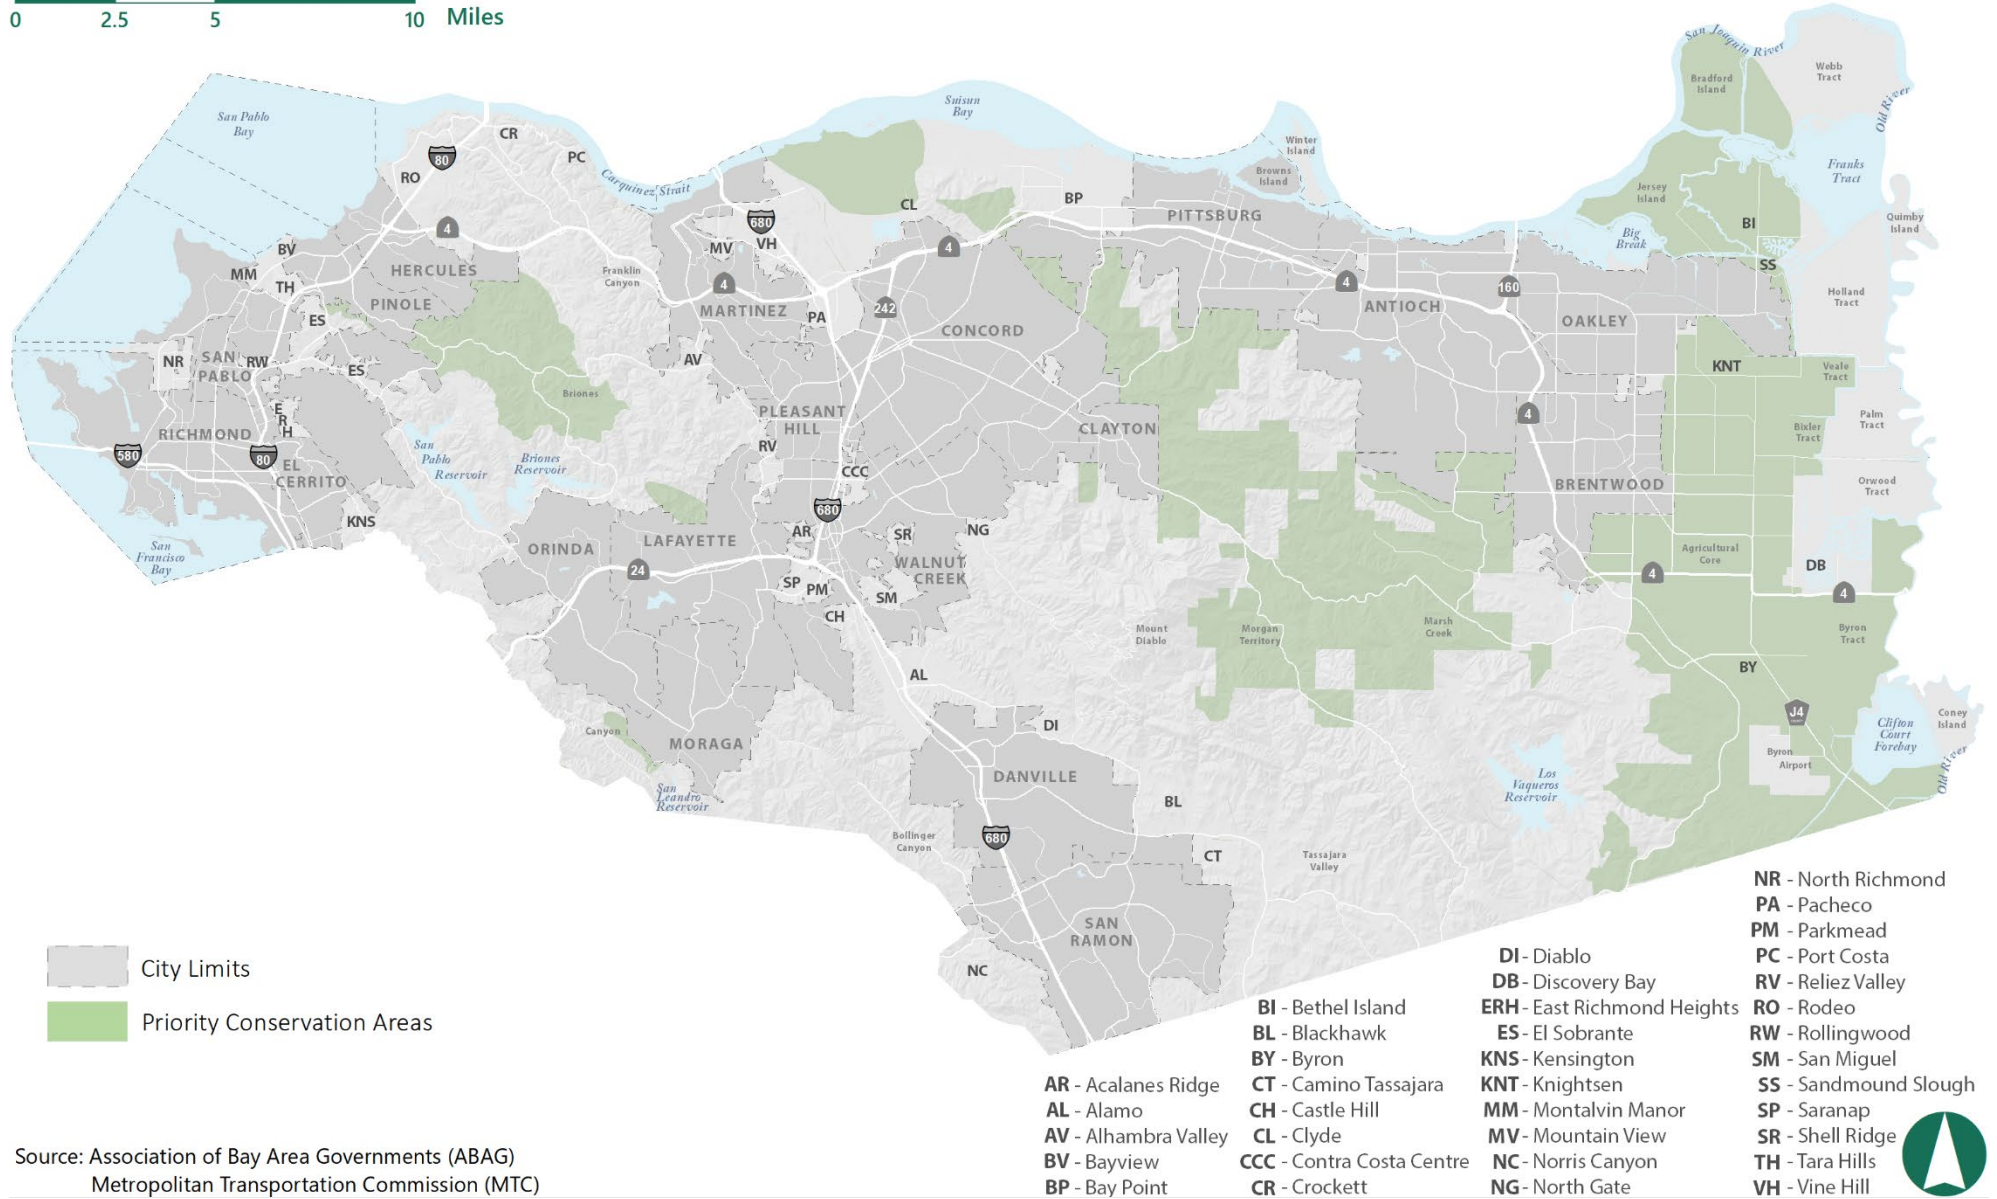 0 2.5 5 10 Miles
San Joaquin River
Webb
Tract
Bradford
Island
Old River
San Pablo
Bay
Suisun
Bay
CR
80
PC
RO
Carquinez Strait
Winter
Island
Browns
Island
Franks
Tract
Jersey
Island
CL
BP
PITTSBURG
680
4
MV
VH
4
BI
Quimby
Island
Big
Break
BV
MM
TH
HERCULES
Franklin
Canyon
4
SS
PINOLE
ES
MARTINEZ
PA
242
CONCORD
4
ANTIOCH
160
OAKLEY
Holland
Tract
NR
SAN
PABLO
RW
ES
AV
KNT
Veale
Tract
Briones
E
R
H
PLEASANT
HILL
CLAYTON
4
Palm
Tract
RICHMOND
Bixler
Tract
580
80
EL
CERRITO
San
Pablo
Reservoir
Briones
Reservoir
RV
CCC
BRENTWOOD
Orwood
Tract
KNS
680
AR
SR
NG
San
Francisco
Bay
ORINDA
LAFAYETTE
24
WALNUT
CREEK
Agricultural
Core
SP
PM
SM
4
DB
4
CH
Mount
Diablo
Morgan
Territory
Marsh
Creek
Byron
Tract
AL
BY
DI
J4
Clifton
Court
Forebay
Coney
Island
Canyon
MORAGA
Byron
Airport
Old River
DANVILLE
San
Leandro
Reservoir
BL
Los
Vaqueros
Reservoir
680
Bollinger
Canyon
CT
Tassajara
Valley
SAN
RAMON
NC
City Limits
Priority Conservation Areas
AR - Acalanes Ridge
AL - Alamo
AV - Alhambra Valley
BV - Bayview
BP - Bay Point
BI - Bethel Island
BL - Blackhawk
BY - Byron
CT - Camino Tassajara
CH - Castle Hill
CL - Clyde
CCC - Contra Costa Centre
CR - Crockett
DI - Diablo
DB - Discovery Bay
ERH - East Richmond Heights
ES - El Sobrante
KNS - Kensington
KNT - Knightsen
MM - Montalvin Manor
MV - Mountain View
NC - Norris Canyon
NG - North Gate
NR - North Richmond
PA - Pacheco
PM - Parkmead
PC - Port Costa
RV - Reliez Valley
RO - Rodeo
RW - Rollingwood
SM - San Miguel
SS - Sandmound Slough
SP - Saranap
SR - Shell Ridge
TH - Tara Hills
VH - Vine Hill
Source: Association of Bay Area Governments (ABAG)
Metropolitan Transportation Commission (MTC)